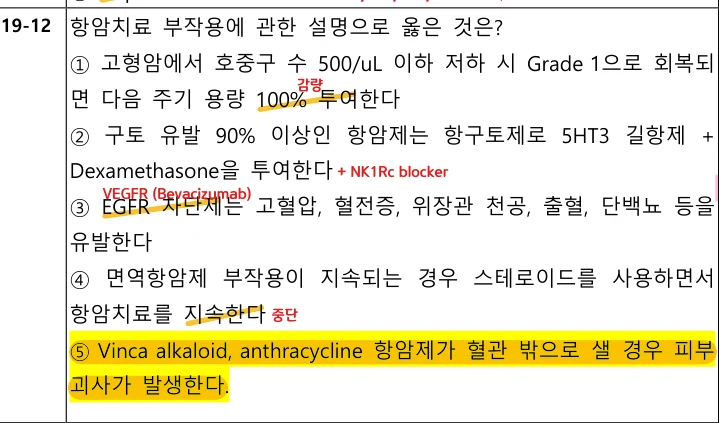 19-12
항암치료 부작용에 관한 설명으로 옳은 것은?
① 고형암에서 호중구 수 500/uL 이하 저하 시 Grade 1으로 회복되
감량
면 다음 주기 용량 100% 투여한다
② 구토 유발 90% 이상인 항암제는 항구토제로 5HT3 길항제 +
Dexamethasone을 투여한다 + NK1Rc blocker
VEGFR (Bevacizumab)
③ EGFR 차단제는 고혈압, 혈전증, 위장관 천공, 출혈, 단백뇨 등을
유발한다
④ 면역항암제 부작용이 지속되는 경우 스테로이드를 사용하면서
항암치료를 지속한다 중단
⑤ Vinca alkaloid, anthracycline 항암제가 혈관 밖으로 샐 경우 피부
괴사가 발생한다.